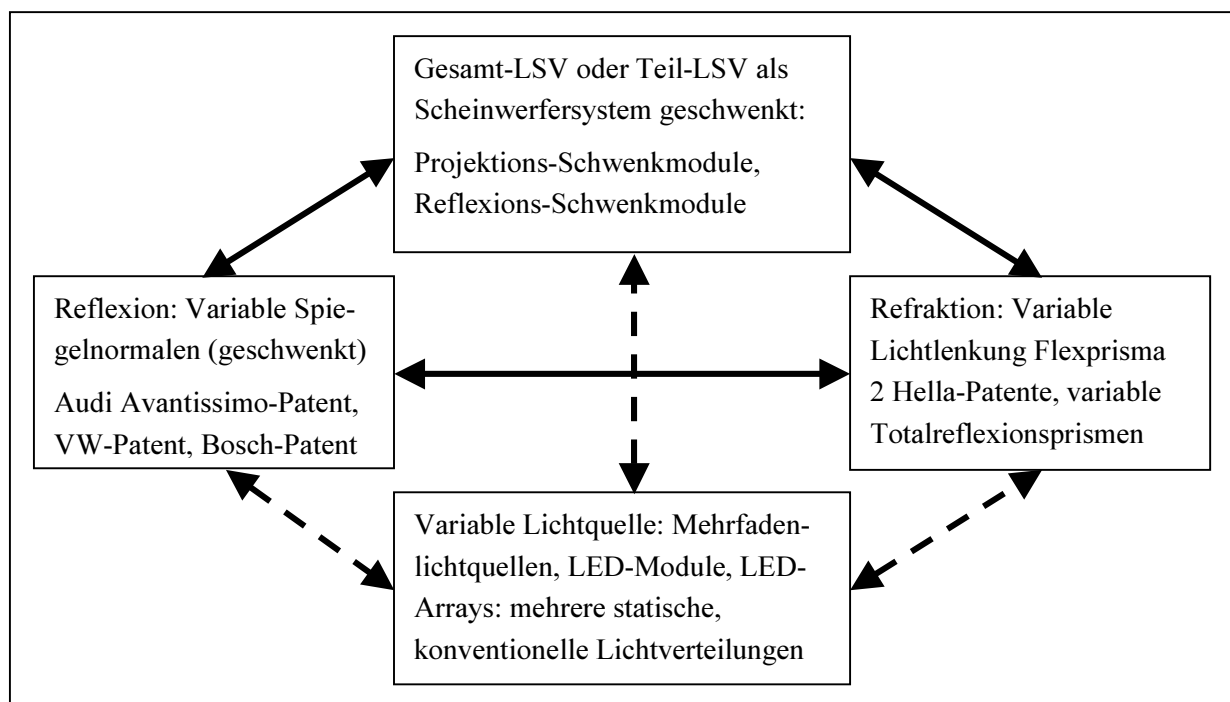 Gesamt-LSV oder Teil-LSV als
Scheinwerfersystem geschwenkt:
Projektions-Schwenkmodule,
Reflexions-Schwenkmodule
Reflexion: Variable Spie-
gelnormalen (geschwenkt)
Audi Avantissimo-Patent,
VW-Patent, Bosch-Patent
Refraktion: Variable
Lichtlenkung Flexprisma
2 Hella-Patente, variable
Totalreflexionsprismen
Variable Lichtquelle: Mehrfaden-
lichtquellen, LED-Module, LED-
Arrays: mehrere statische,
konventionelle Lichtverteilungen